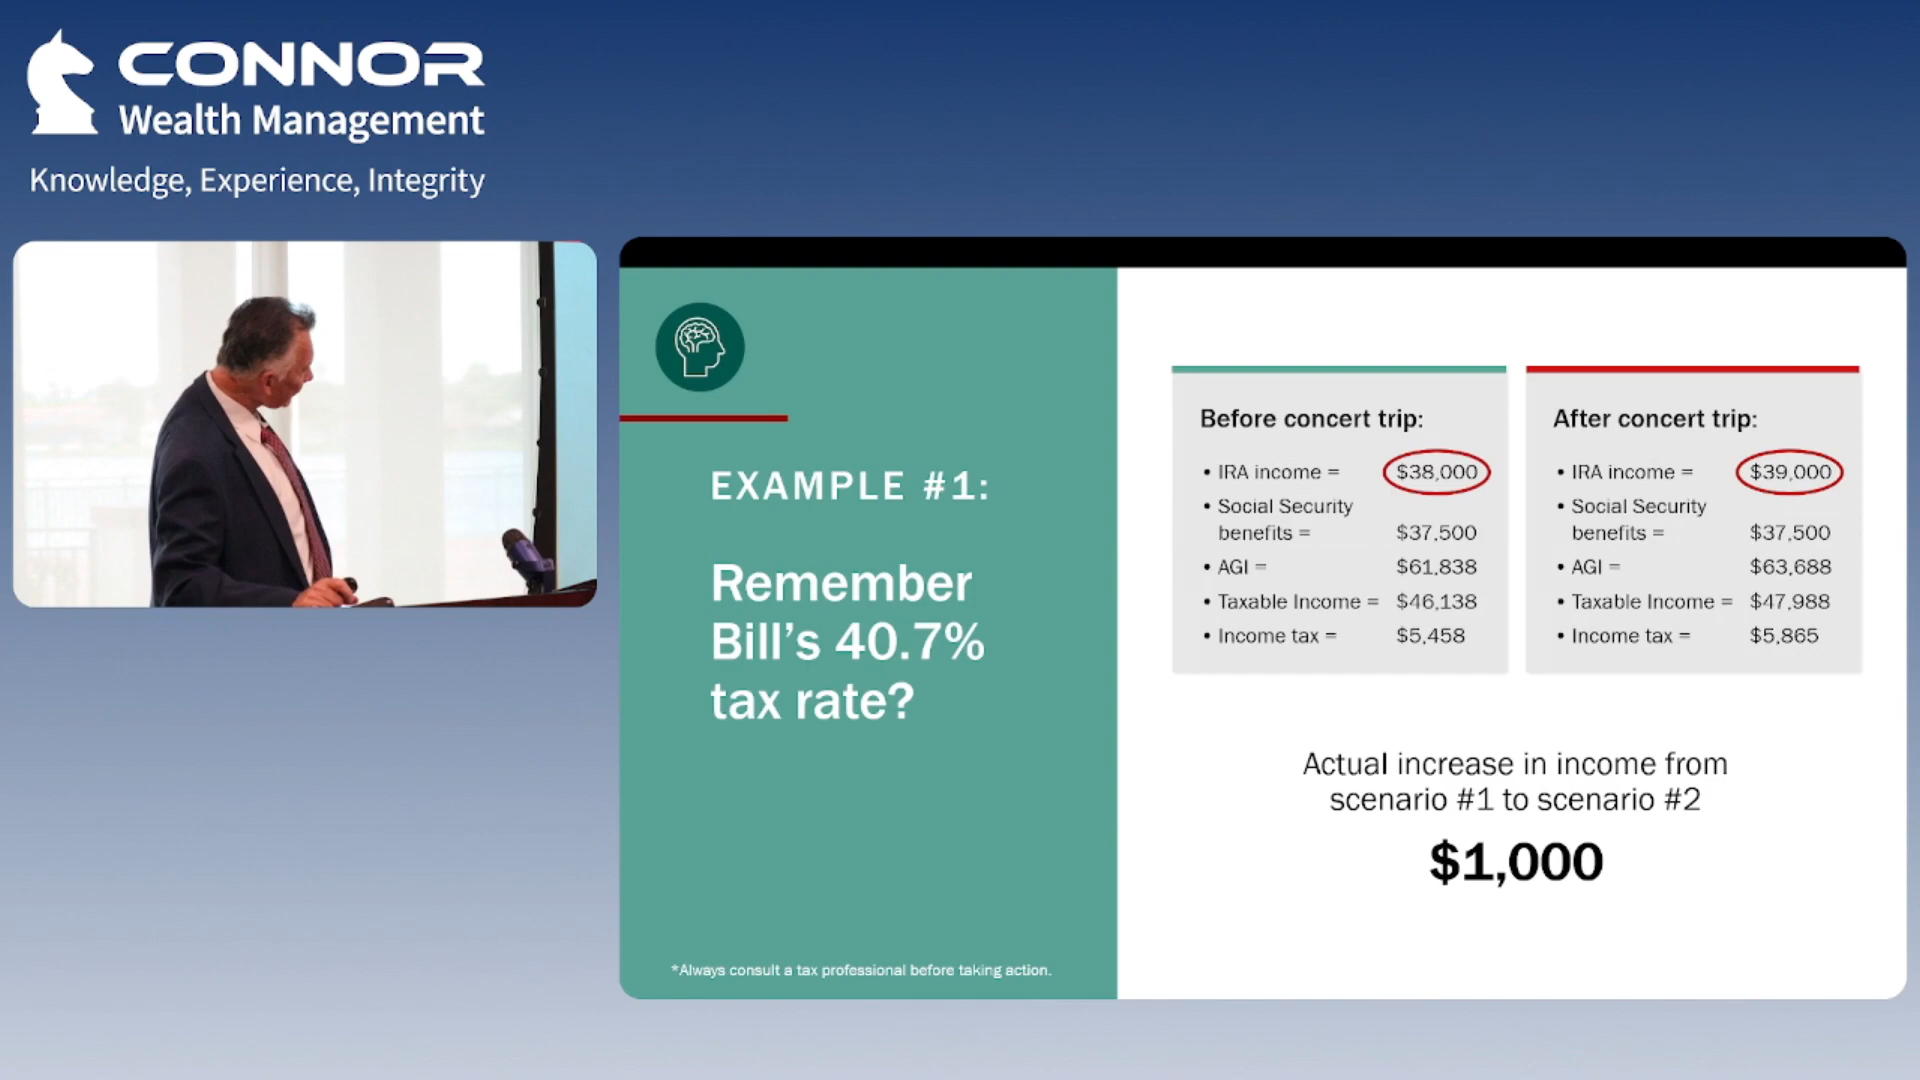 CONNOR
Wealth Management
Knowledge, Experience, Integrity
EXAMPLE #1:
Remember
Bill's 40.7%
tax rate?
*Always consult a tax professional before taking action.
Before concert trip:
• IRA income = $38,000
• Social Security
benefits = $37,500
• AGI = $61,838
• Taxable Income = $46,138
• Income tax = $5,458
After concert trip:
• IRA income = $39,000
• Social Security
benefits = $37,500
• AGI = $63,688
• Taxable Income = $47,988
• Income tax = $5,865
Actual increase in income from
scenario #1 to scenario #2
$1,000